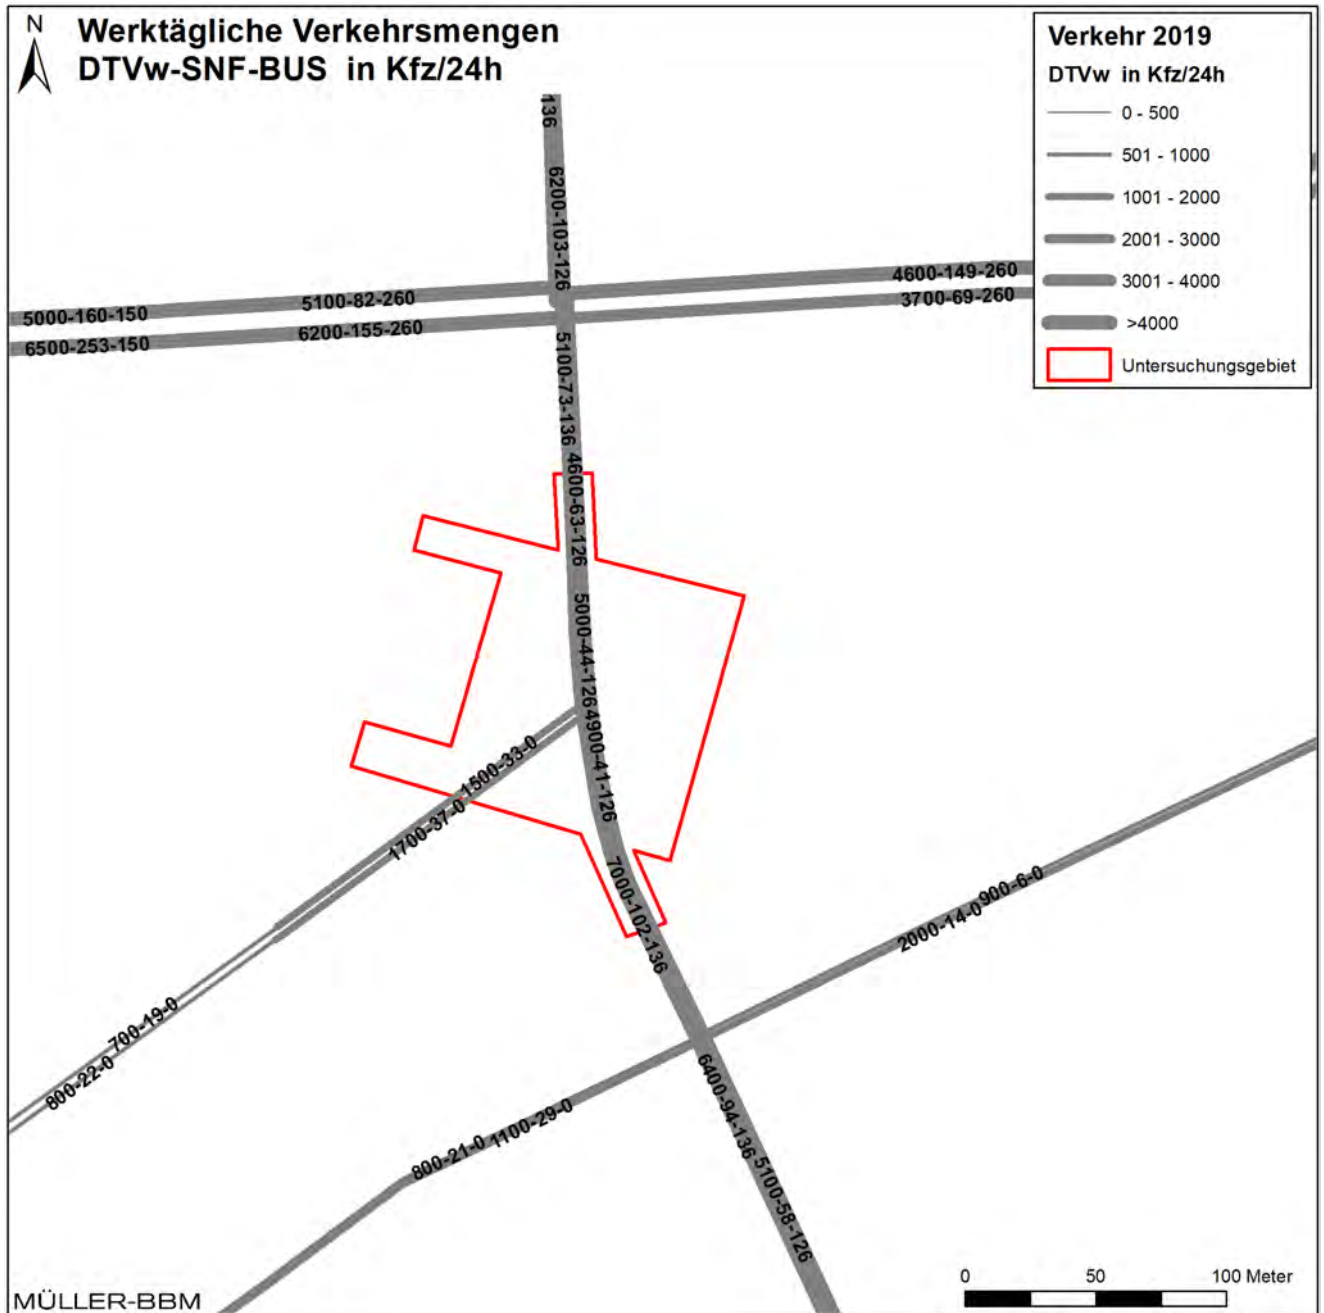 N
Werktägliche Verkehrsmengen
DTVw-SNF-BUS in Kfz/24h
Verkehr 2019
DTVw in Kfz/24h
0 - 500
501 - 1000
1001 - 2000
2001 - 3000
3001 - 4000
>4000
Untersuchungsgebiet
136
6200-103-126
4600-149-260
3700-69-260
5100-82-260
5000-160-150
6200-155-260
6500-253-150
5100-73-136
4600-63-126
5000-44-126
4900-41-126
1500-33-0
1700-37-0
7000-102-136
900-6-0
2000-14-0
700-19-0
800-22-0
6400-94-136
1100-29-0
800-21-0
5100-58-126
0 50 100 Meter
MÜLLER-BBM